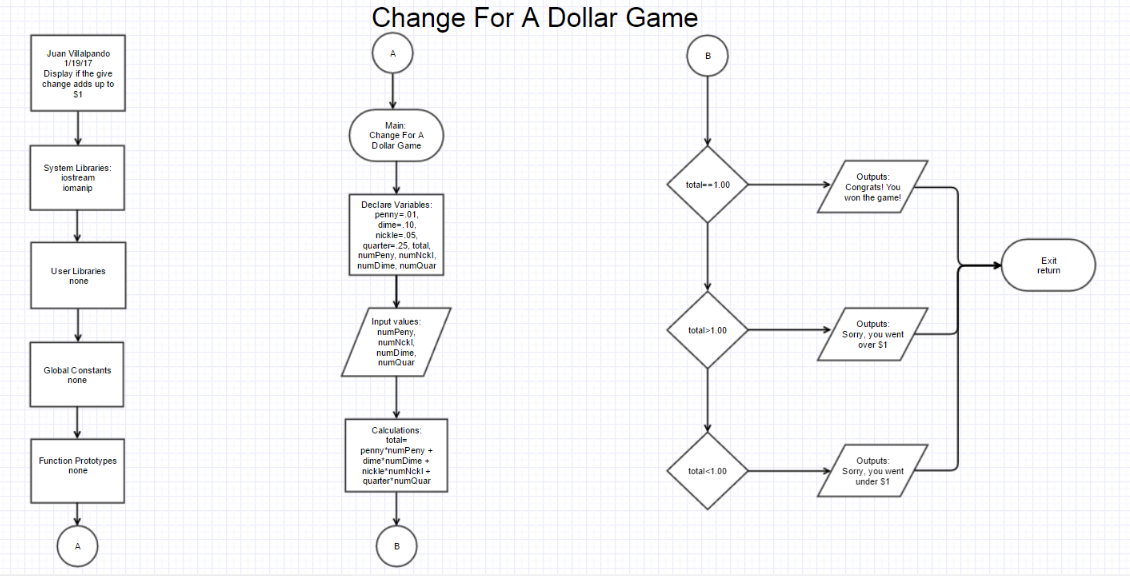 Change For A Dollar Game
Juan Villalpando
1/19/17
Display if the give
change adds up to
$1
System Libraries:
iostream
iomanip
User Libraries
none
Global Constants
none
Function Prototypes
none
A
A
Main:
Change For A
Dollar Game
Declare Variables:
penny=.01,
dime=.10,
nickle=.05,
quarter=.25, total,
numPeny, numNckl,
numDime, numQuar
Input values:
numPeny,
numNckl,
numDime,
numQuar
Calculations:
total=
penny*numPeny +
dime*numDime +
nickle*numNckl +
quarter*numQuar
B
B
total==1.00
Outputs:
Congrats! You
won the game!
total>1.00
Outputs:
Sorry, you went
over $1
total<1.00
Outputs:
Sorry, you went
under $1
Exit
return